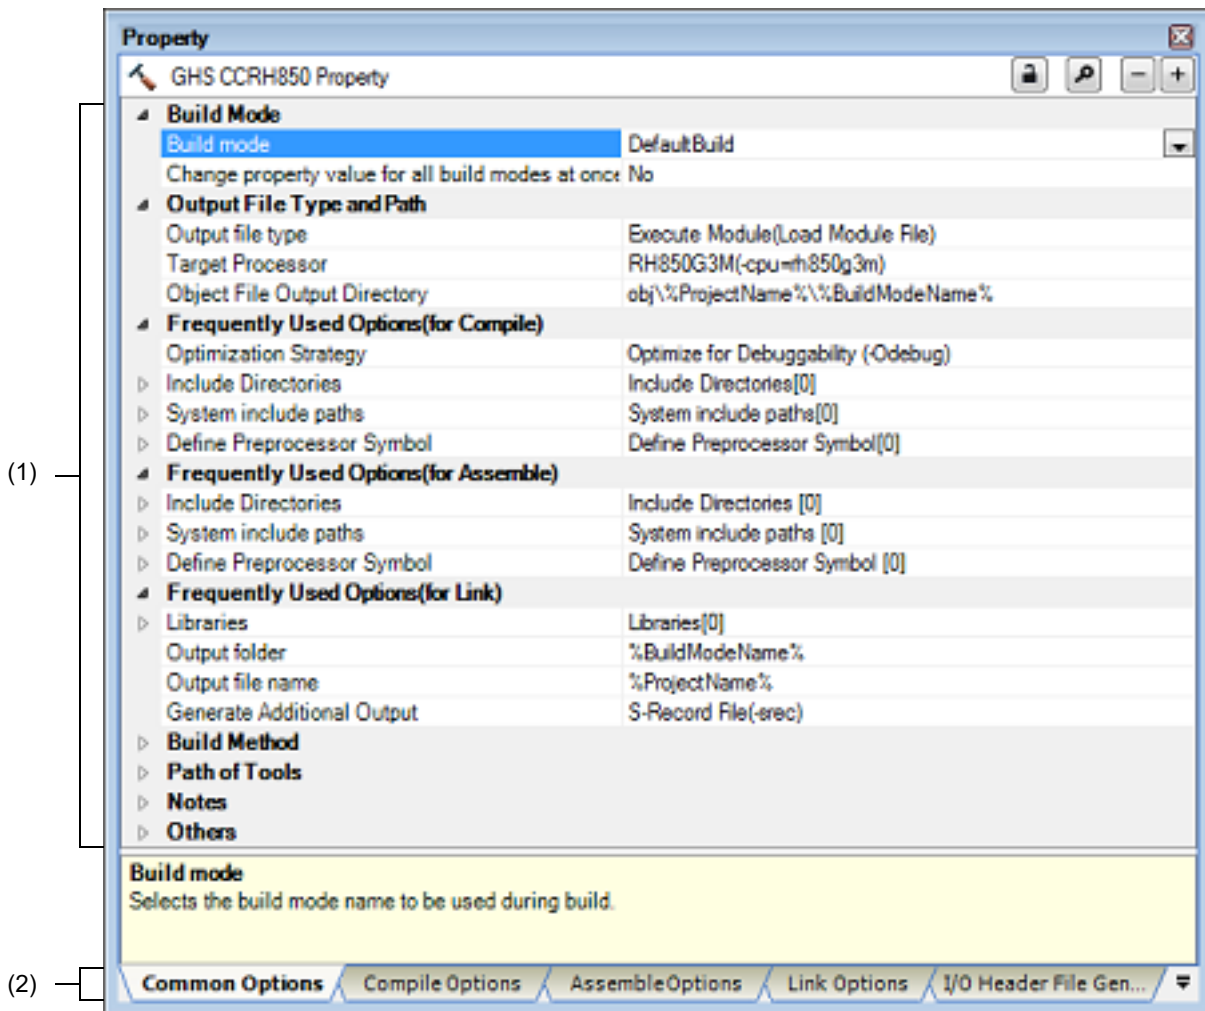 Property
GHS CCRH850 Property
Build Mode
Build mode DefaultBuild
Change property value for all build modes at once No
Output File Type and Path
Output file type Execute Module(Load Module File)
Target Processor RH850G3M(-cpu=rh850g3m)
Object File Output Directory obj\%ProjectName%\%BuildModeName%
Frequently Used Options(for Compile)
Optimization Strategy Optimize for Debuggability (-Odebug)
Include Directories Include Directories[0]
System include paths System include paths[0]
Define Preprocessor Symbol Define Preprocessor Symbol[0]
(1)
Frequently Used Options(for Assemble)
Include Directories Include Directories [0]
System include paths System include paths [0]
Define Preprocessor Symbol Define Preprocessor Symbol [0]
Frequently Used Options(for Link)
Libraries Libraries[0]
Output folder %BuildModeName%
Output file name %ProjectName%
Generate Additional Output S-Record File(-srec)
Build Method
Path of Tools
Notes
Others
Build mode
Selects the build mode name to be used during build.
(2)
Common Options Compile Options Assemble Options Link Options I/O Header File Gen...